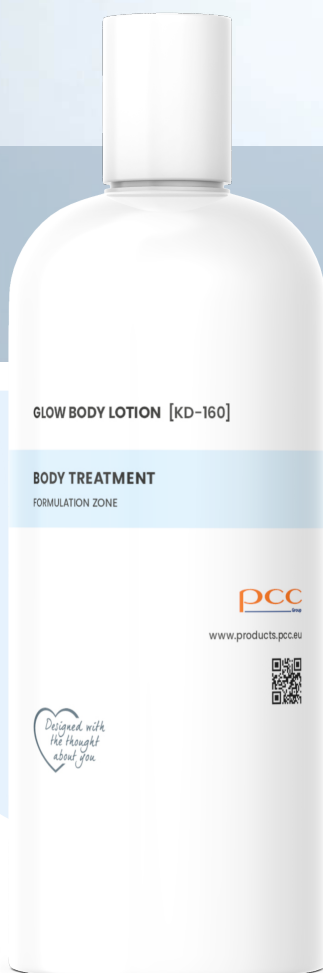 GLOW BODY LOTION [KD-160]
BODY TREATMENT
FORMULATION ZONE
pcc
Group
www.products.pcc.eu
Designed with
the thought
about you